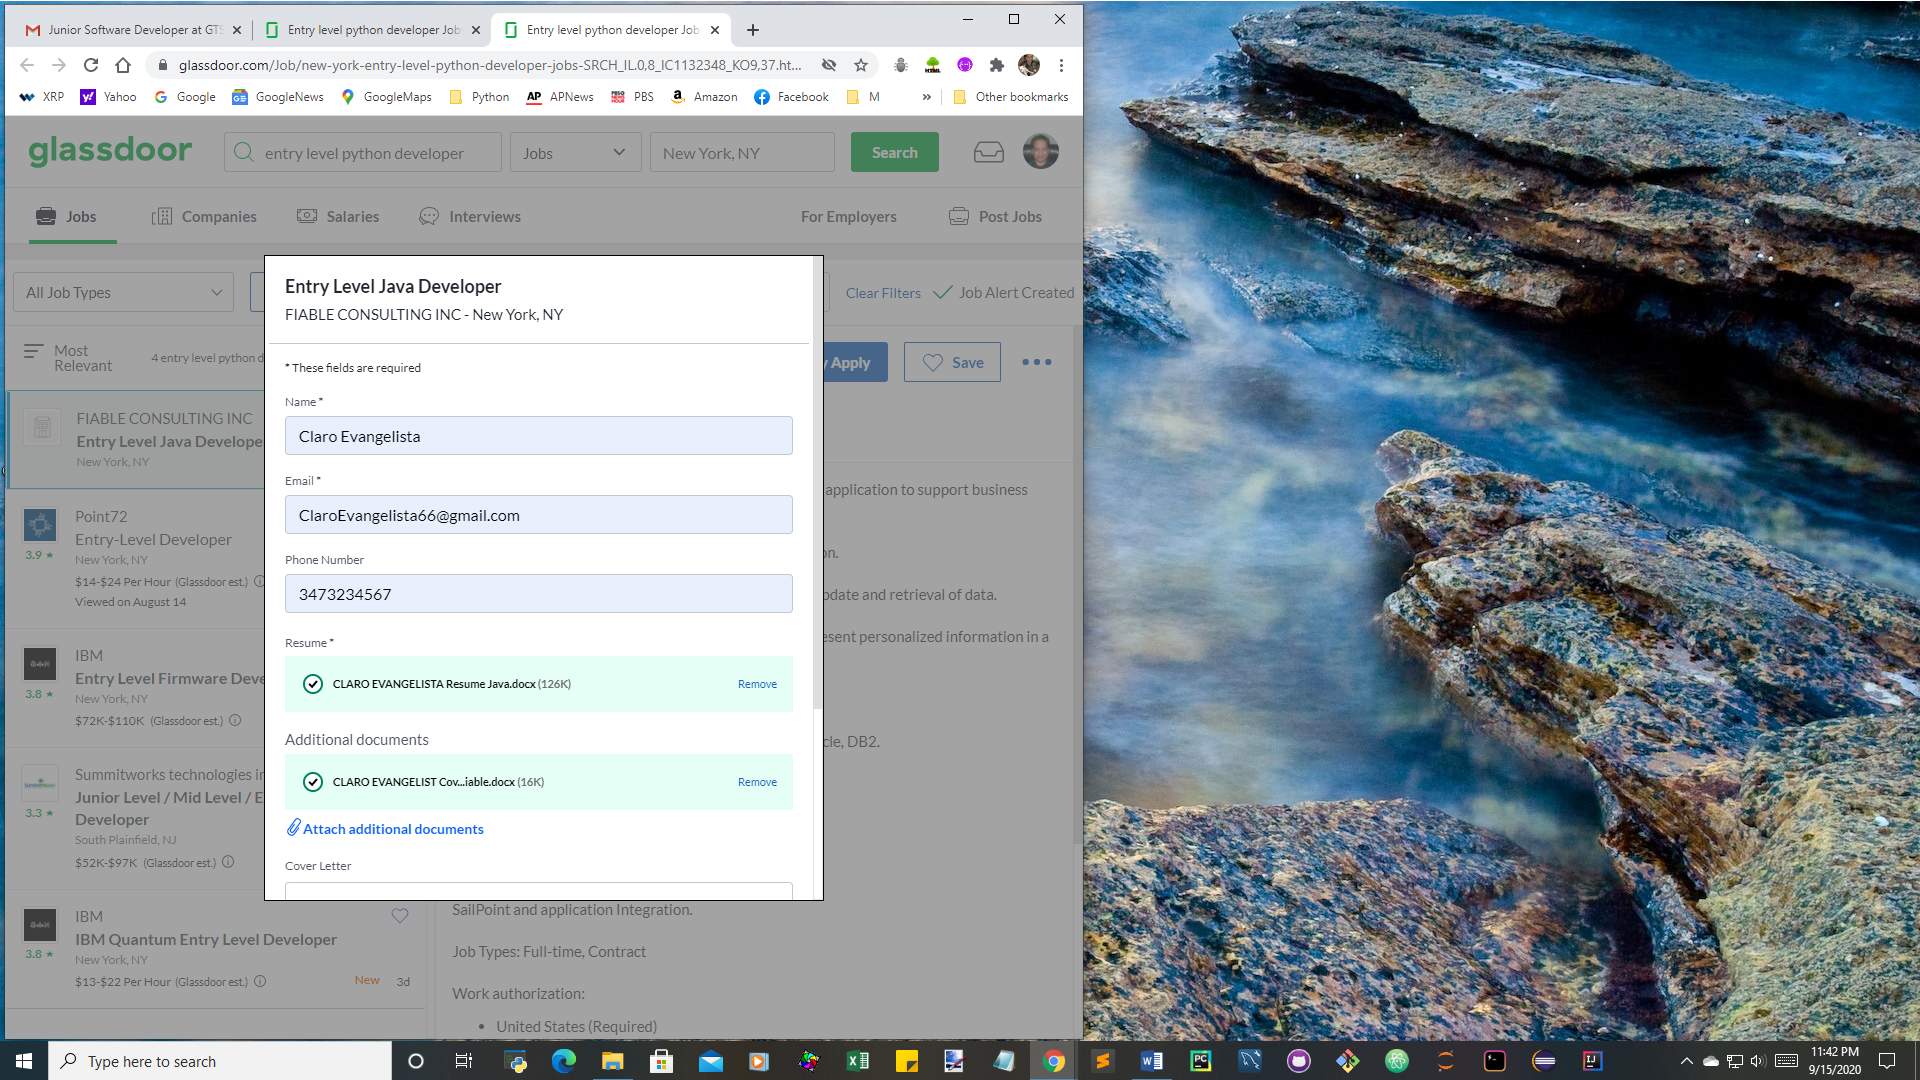 Junior Software Developer at GTS
Entry level python developer Job
Entry level python developer Job
glassdoor.com/Job/new-york-entry-level-python-developer-jobs-SRCH_IL.0,8_IC1132348_KO9,37.ht...
XRP
Yahoo
Google
GoogleNews
GoogleMaps
Python
AP APNews
PBS
Amazon
Facebook
M
»
Other bookmarks
glassdoor
entry level python developer
Jobs
New York, NY
Search
Jobs
Companies
Salaries
Interviews
For Employers
Post Jobs
All Job Types
Clear Filters
Job Alert Created
Most Relevant
4 entry level python d
y Apply
Save
FIABLE CONSULTING INC
Entry Level Java Develope
New York, NY
Point72
Entry-Level Developer
New York, NY
3.9 ★
$14-$24 Per Hour (Glassdoor est.)
Viewed on August 14
IBM
Entry Level Firmware Deve
New York, NY
3.8 ★
$72K-$110K (Glassdoor est.)
Summitworks technologies in
Junior Level / Mid Level / E
Developer
3.3 ★
South Plainfield, NJ
$52K-$97K (Glassdoor est.)
IBM
IBM Quantum Entry Level Developer
New York, NY
3.8 ★
$13-$22 Per Hour (Glassdoor est.)
New
3d
Entry Level Java Developer
FIABLE CONSULTING INC - New York, NY
* These fields are required
Name *
Claro Evangelista
Email *
ClaroEvangelista66@gmail.com
Phone Number
3473234567
Resume *
CLARO EVANGELISTA Resume Java.docx (126K)
Remove
Additional documents
CLARO EVANGELIST Cov...iable.docx (16K)
Remove
Attach additional documents
Cover Letter
application to support business
on.
pdate and retrieval of data.
esent personalized information in a
cle, DB2.
SailPoint and application Integration.
Job Types: Full-time, Contract
Work authorization:
• United States (Required)
Type here to search
11:42 PM
9/15/2020